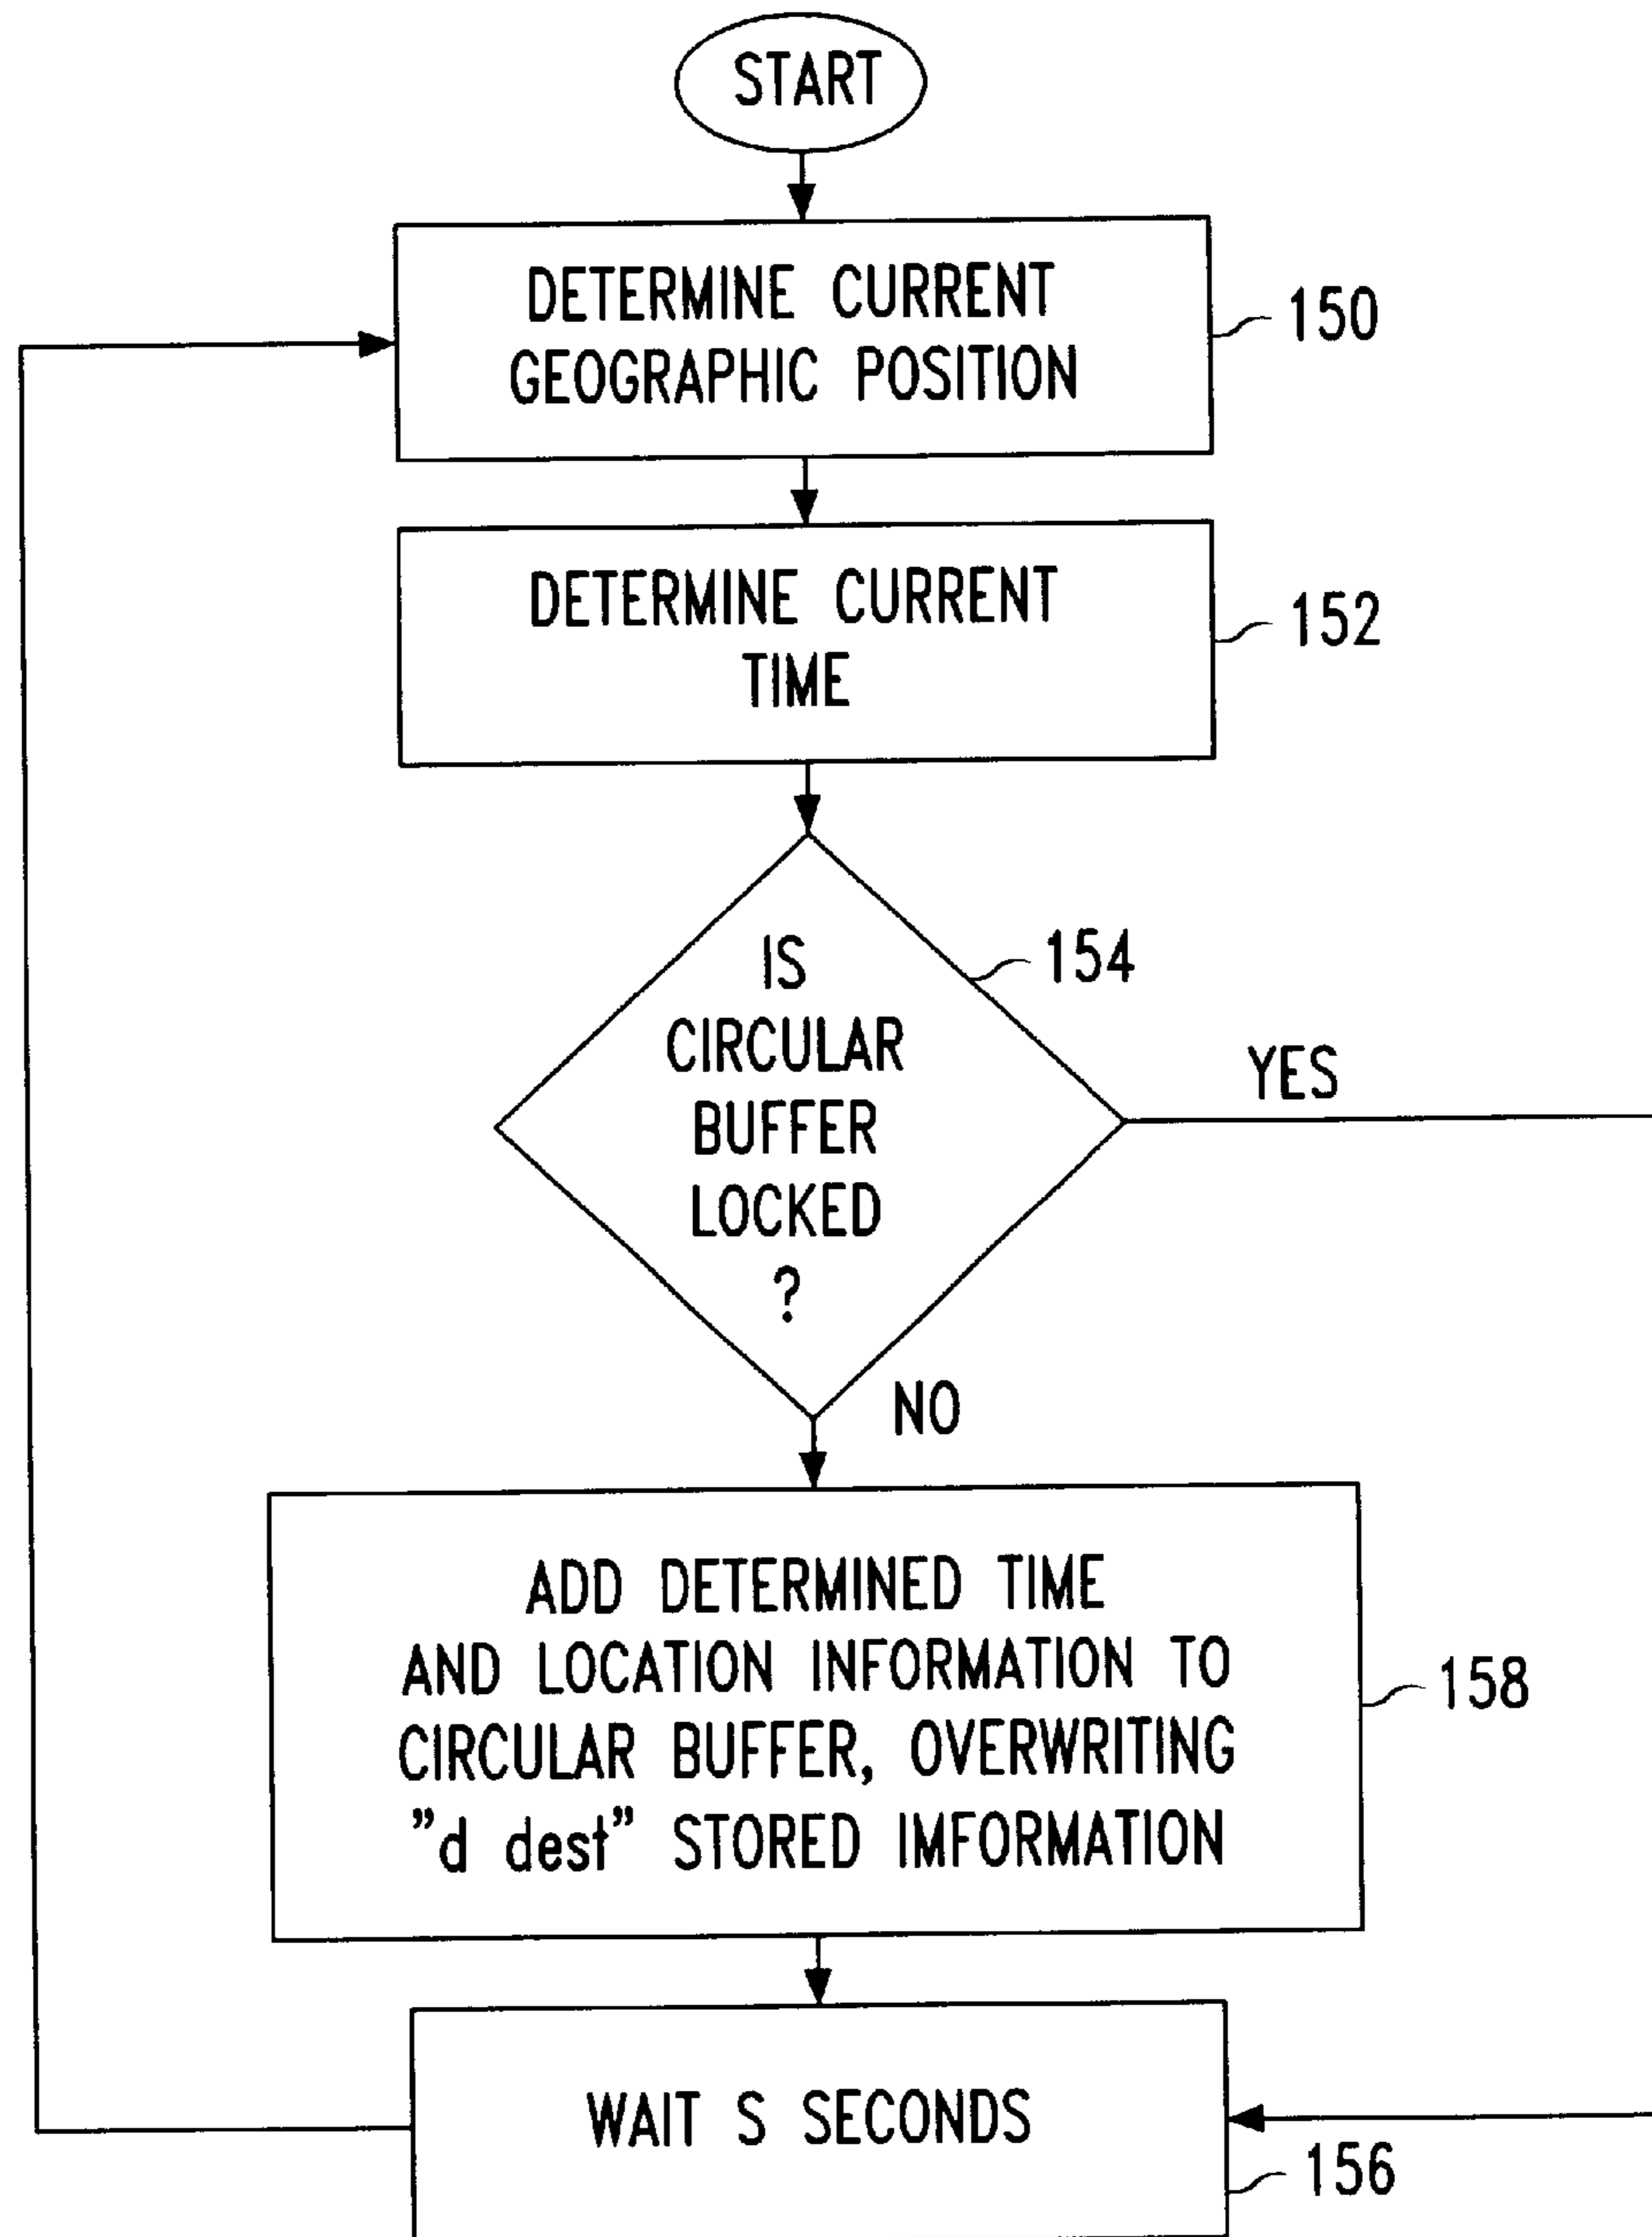 START
DETERMINE CURRENT
GEOGRAPHIC POSITION
150
DETERMINE CURRENT
TIME
152
IS
CIRCULAR
BUFFER
LOCKED
?
154
YES
NO
ADD DETERMINED TIME
AND LOCATION INFORMATION TO
CIRCULAR BUFFER, OVERWRITING
"d dest" STORED IMFORMATION
158
WAIT S SECONDS
156